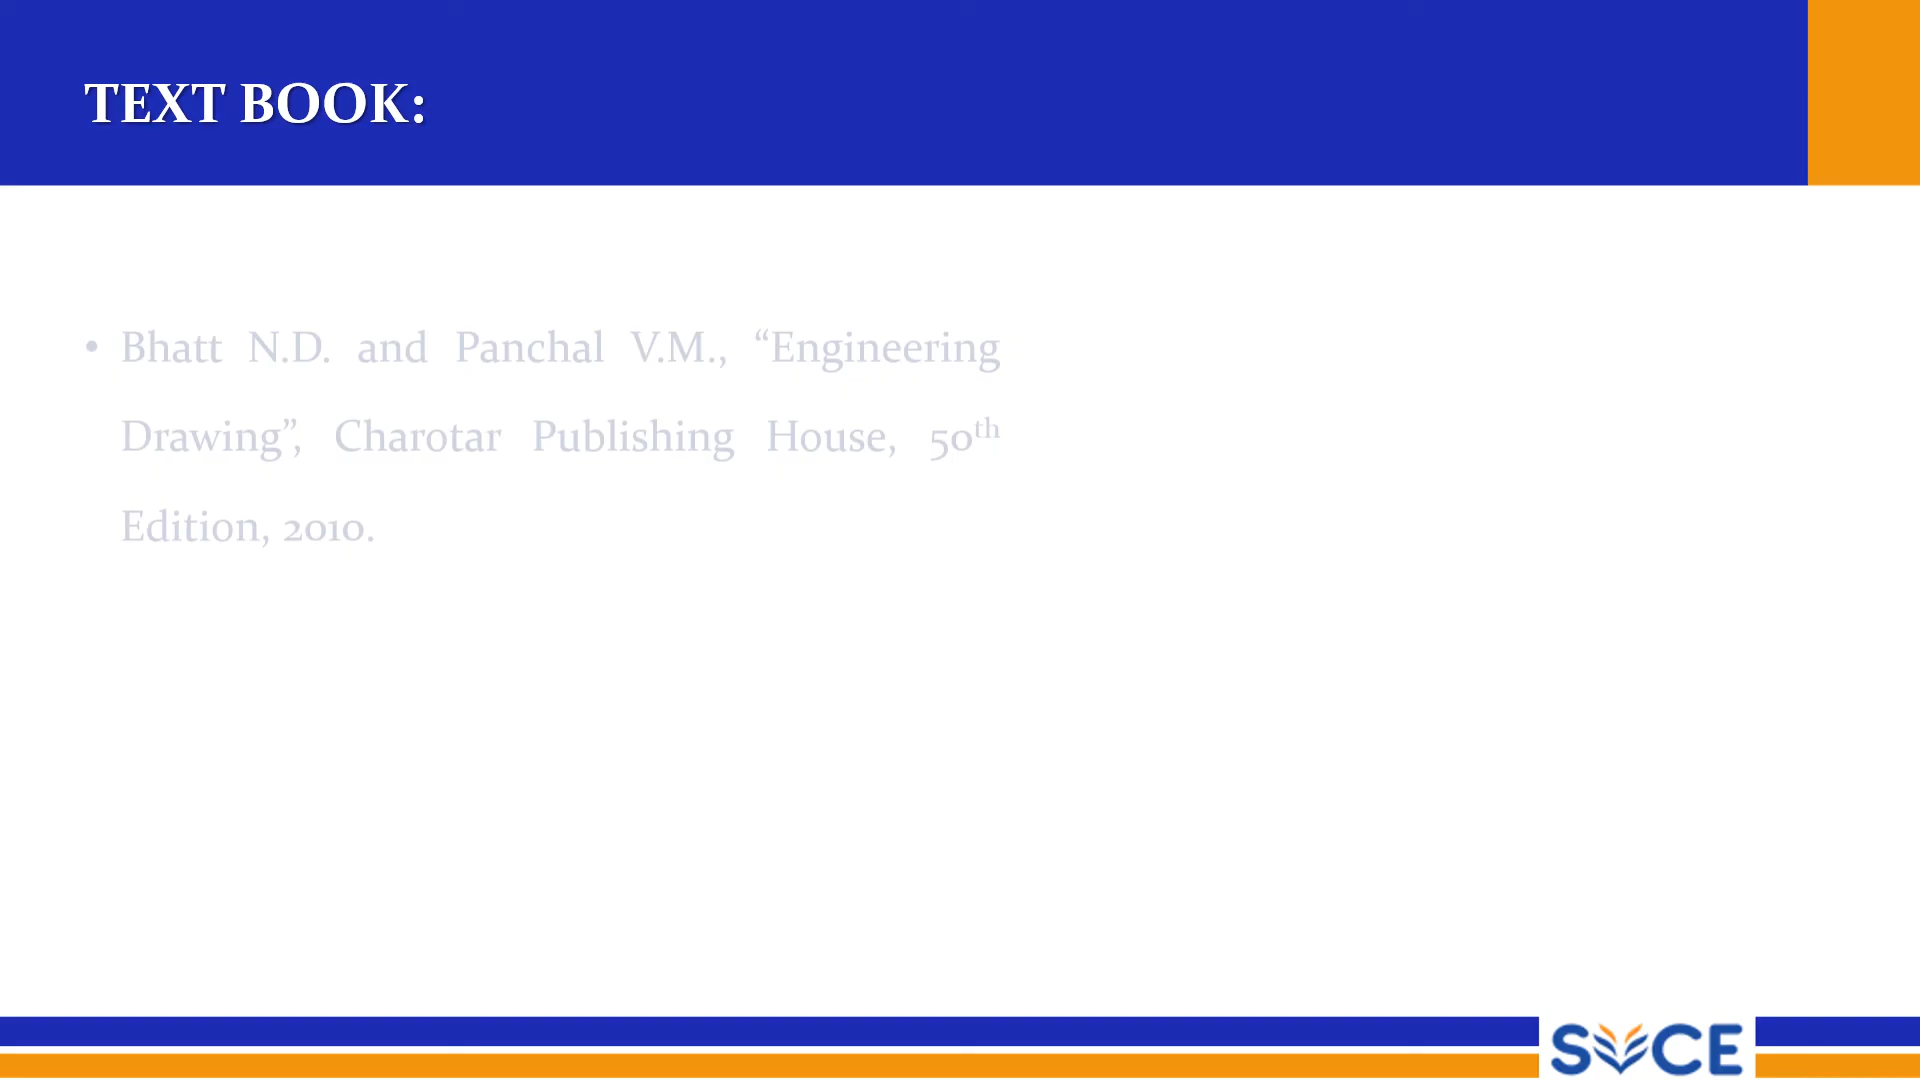 TEXT BOOK:
• Bhatt N.D. and Panchal V.M., “Engineering
Drawing”, Charotar Publishing House, 50th
Edition, 2010.
SVCE